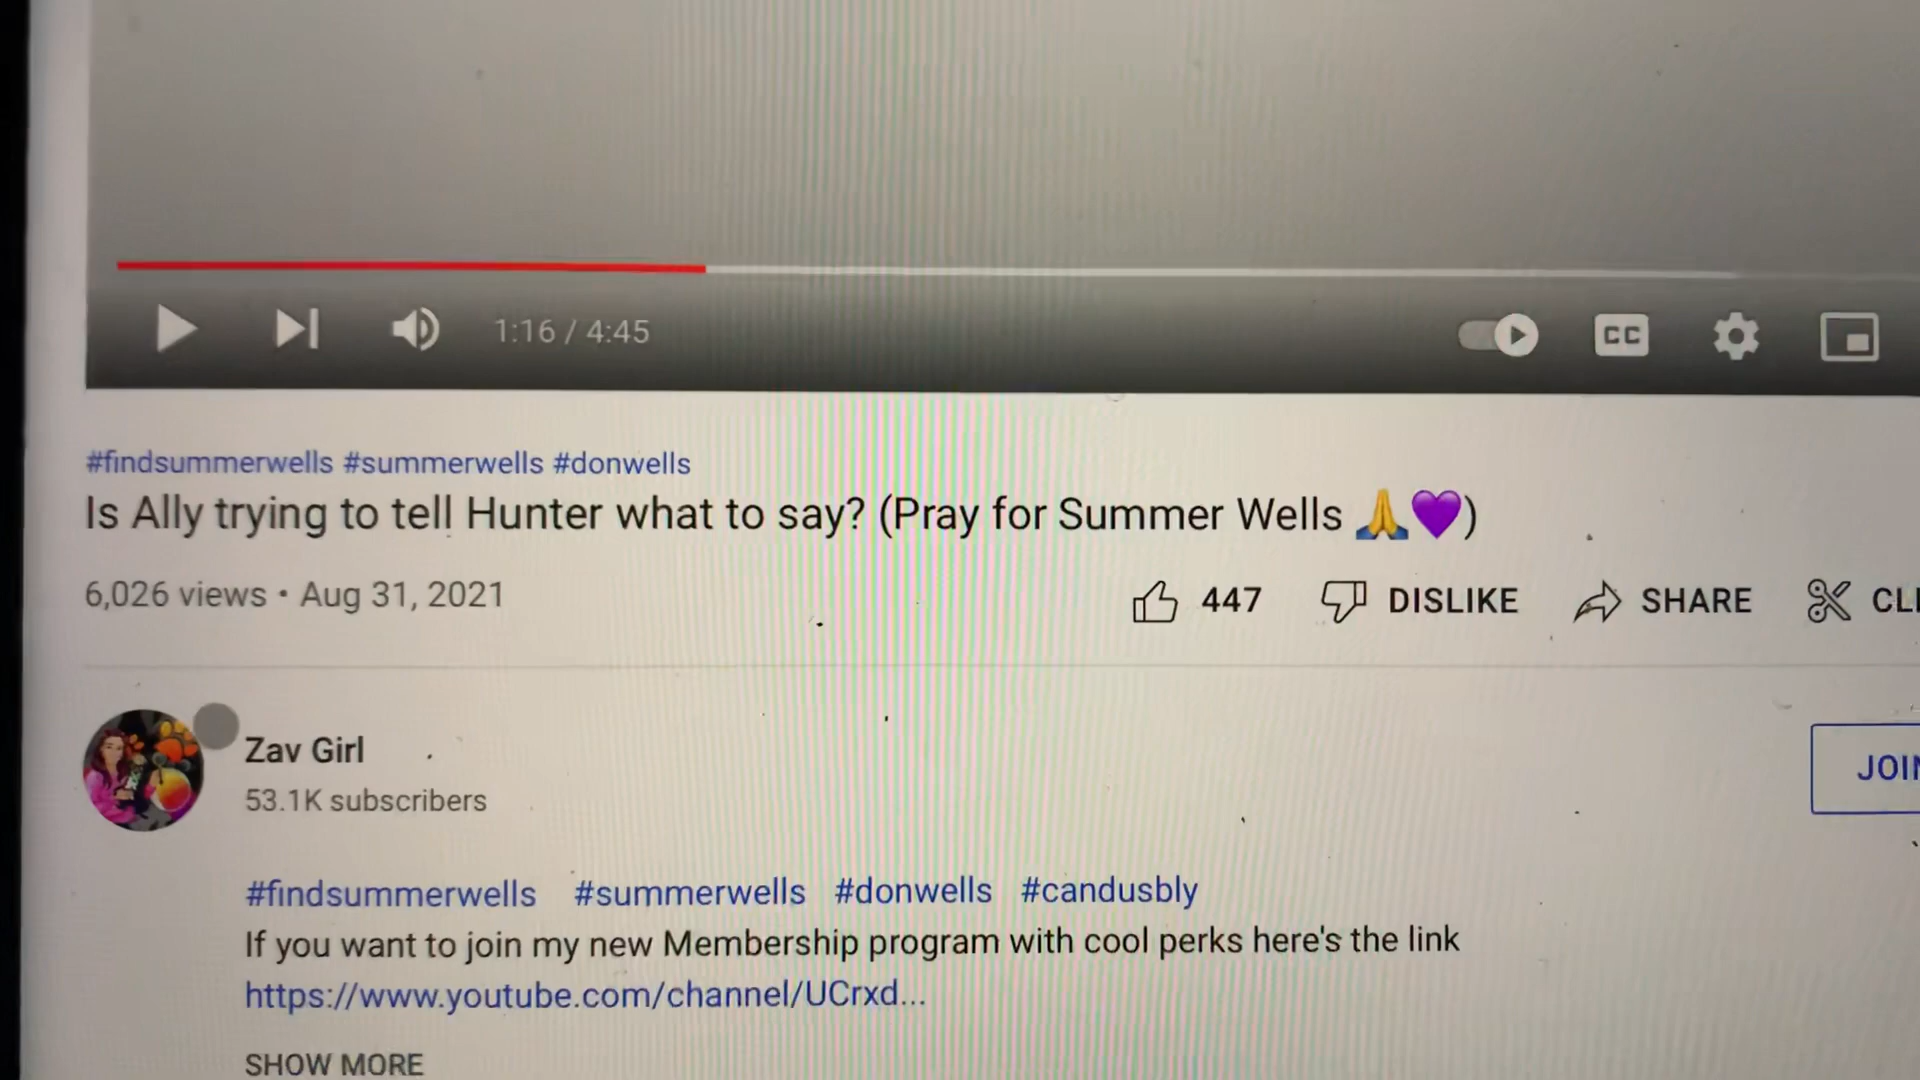 1:16 / 4:45
CC
#findsummerwells #summerwells #donwells
Is Ally trying to tell Hunter what to say? (Pray for Summer Wells 🙏💜)
6,026 views • Aug 31, 2021
447 DISLIKE SHARE CLI
Zav Girl
53.1K subscribers
JOIN
#findsummerwells #summerwells #donwells #candusbly
If you want to join my new Membership program with cool perks here's the link
https://www.youtube.com/channel/UCrxd...
SHOW MORE